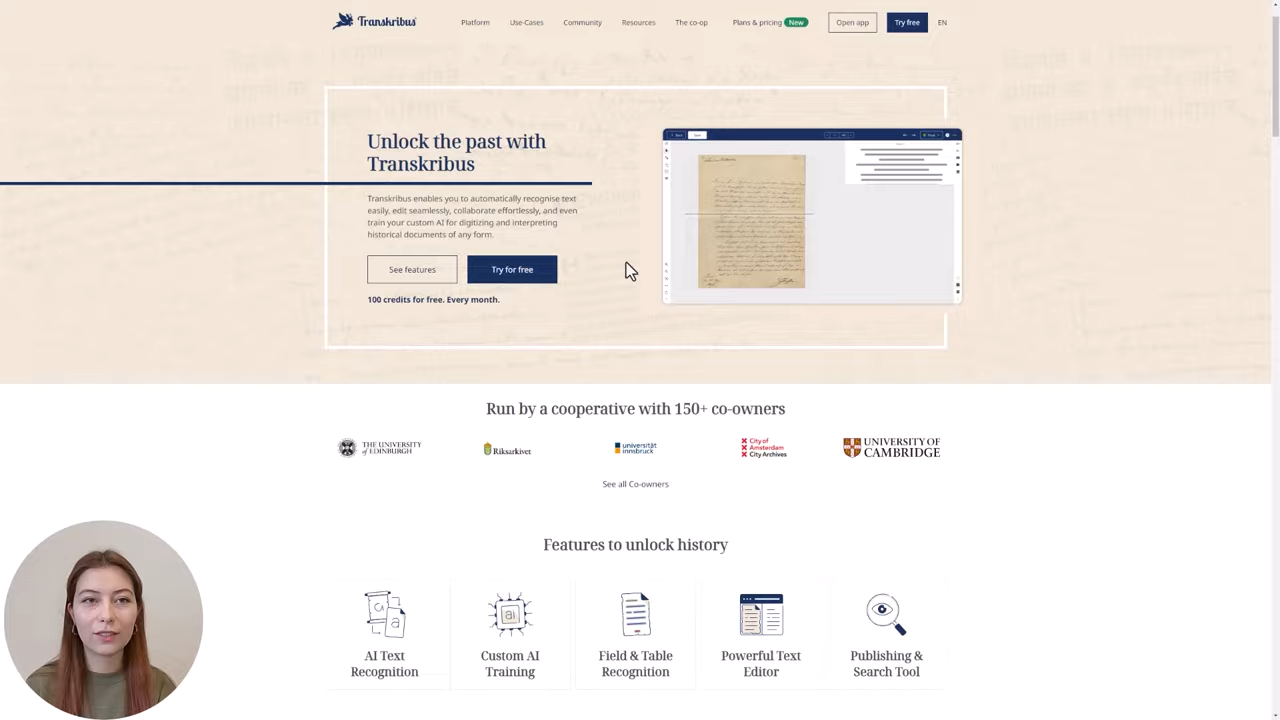 Transkribus
Platform Use-Cases Community Resources The co-op Plans & pricing New Open app Try free EN
Unlock the past with
Transkribus
Transkribus enables you to automatically recognise text
easily, edit seamlessly, collaborate effortlessly, and even
train your custom AI for digitizing and interpreting
historical documents of any form.
See features Try for free
100 credits for free. Every month.
Run by a cooperative with 150+ co-owners
THE UNIVERSITY
of EDINBURGH
Riksarkivet
universität
innsbruck
City of
Amsterdam
City Archives
UNIVERSITY OF
CAMBRIDGE
See all Co-owners
Features to unlock history
AI Text
Recognition
Custom AI
Training
Field & Table
Recognition
Powerful Text
Editor
Publishing &
Search Tool